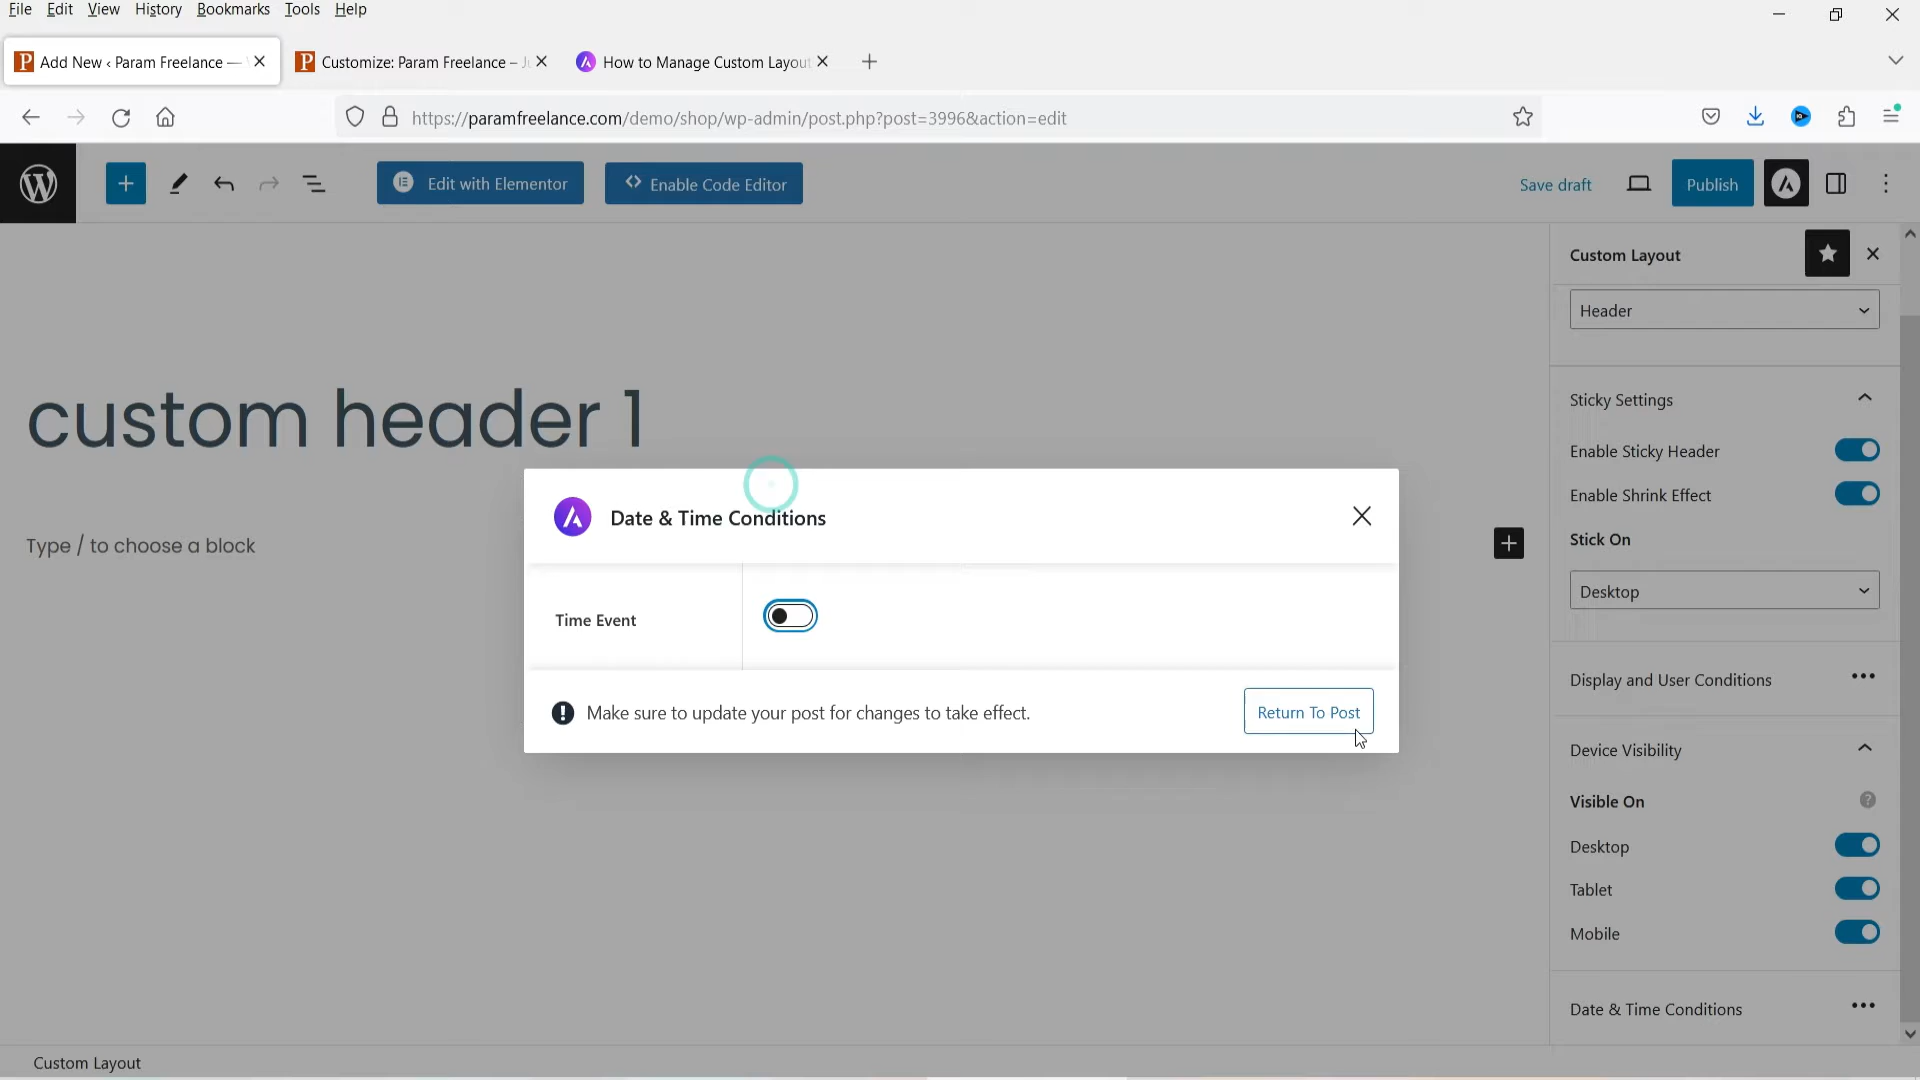 File Edit View History Bookmarks Tools Help
Add New ‹ Param Freelance —
Customize: Param Freelance –
How to Manage Custom Layou
https://paramfreelance.com/demo/shop/wp-admin/post.php?post=3996&action=edit
Edit with Elementor
Enable Code Editor
Save draft
Publish
Custom Layout
Header
custom header 1
Type / to choose a block
Sticky Settings
Enable Sticky Header
Enable Shrink Effect
Stick On
Desktop
Date & Time Conditions
Time Event
Make sure to update your post for changes to take effect.
Return To Post
Display and User Conditions
Device Visibility
Visible On
Desktop
Tablet
Mobile
Date & Time Conditions
Custom Layout